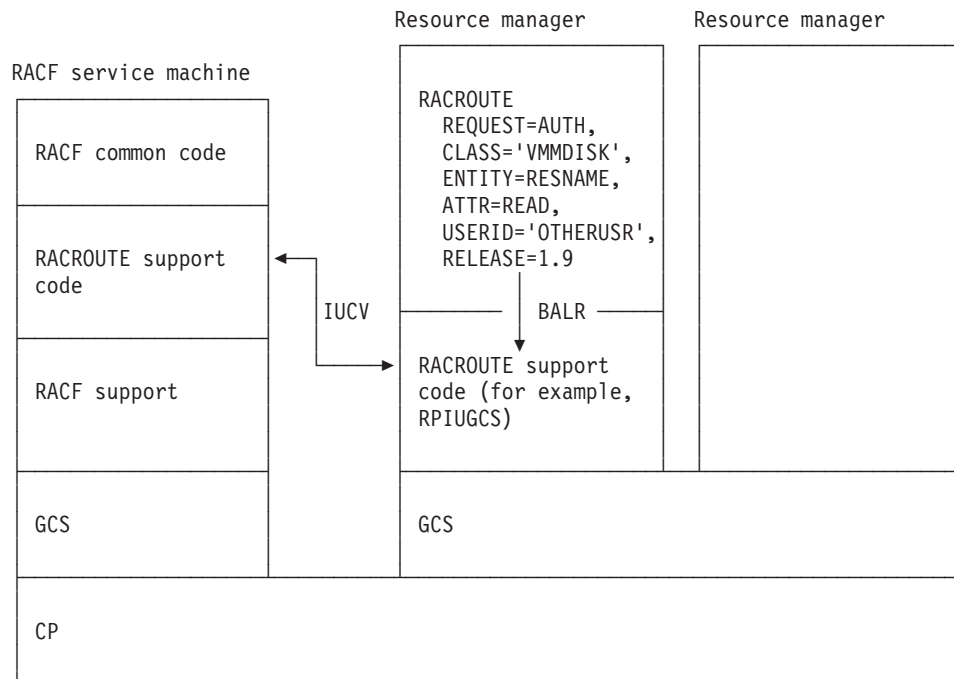 Resource manager
Resource manager
RACF service machine
RACF common code
RACROUTE support
code
RACF support
GCS
IUCV
RACROUTE
REQUEST=AUTH,
CLASS='VMMDISK',
ENTITY=RESNAME,
ATTR=READ,
USERID='OTHERUSR',
RELEASE=1.9
BALR
RACROUTE support
code (for example,
RPIUGCS)
GCS
CP